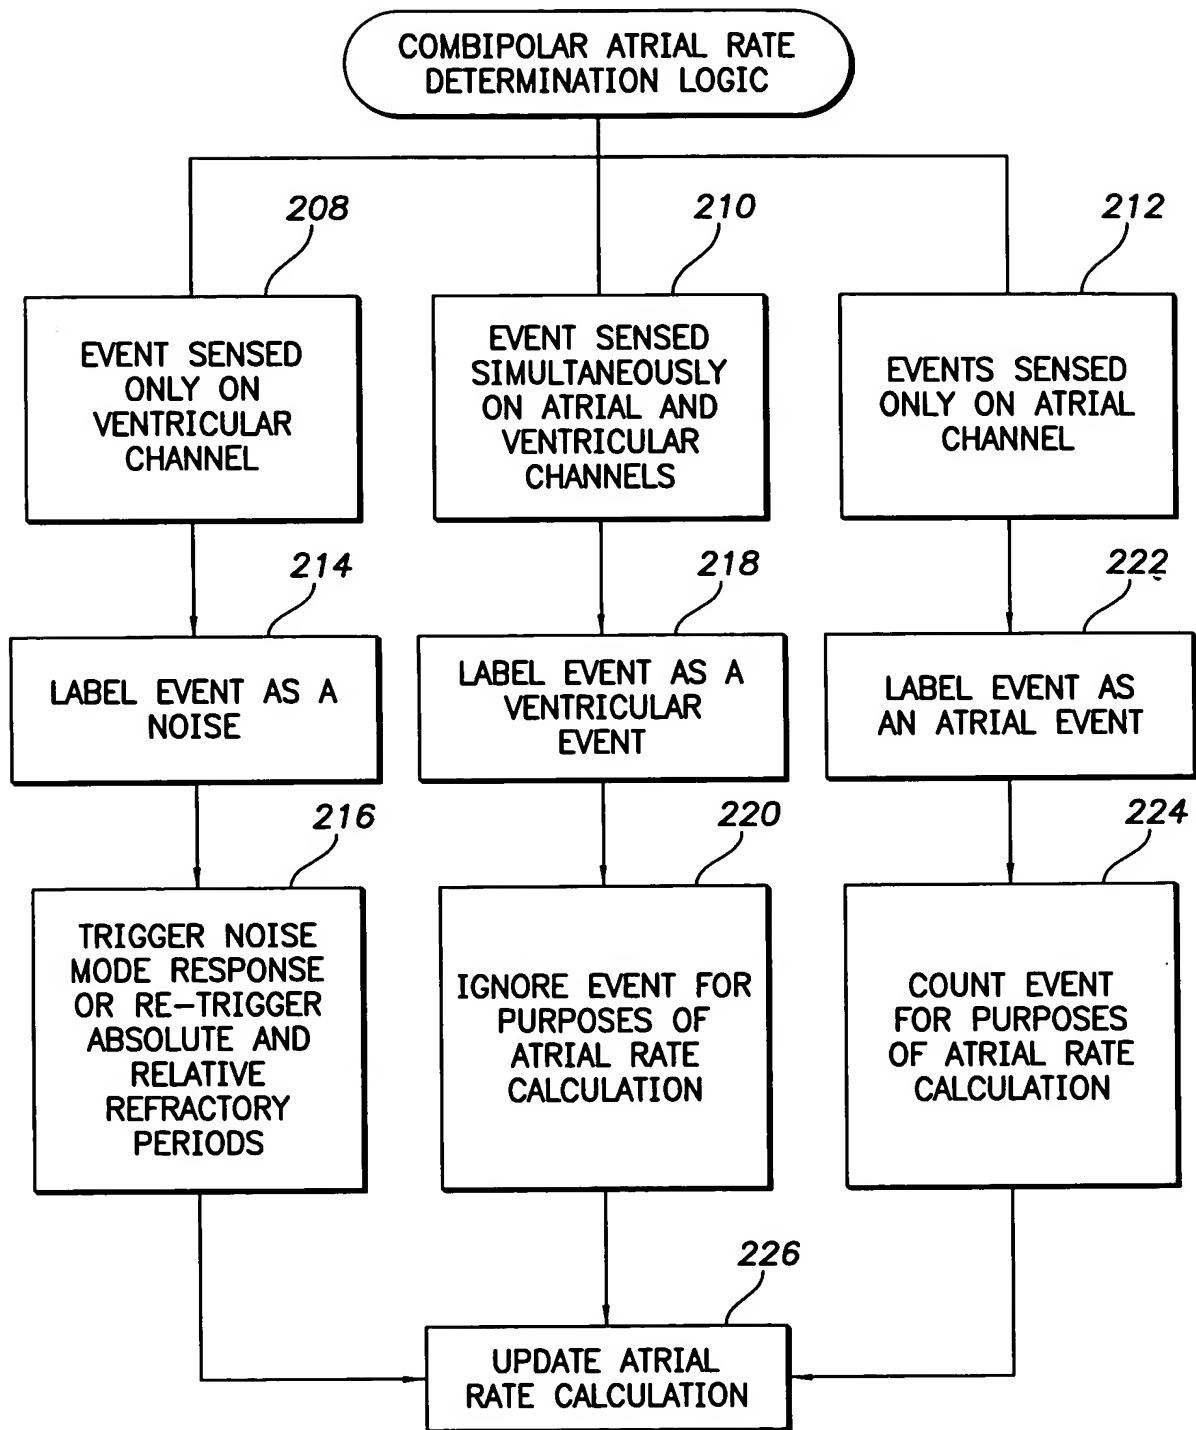 COMBIPOLAR ATRIAL RATE
DETERMINATION LOGIC
208
EVENT SENSED
ONLY ON
VENTRICULAR
CHANNEL
210
EVENT SENSED
SIMULTANEOUSLY
ON ATRIAL AND
VENTRICULAR
CHANNELS
212
EVENTS SENSED
ONLY ON ATRIAL
CHANNEL
214
LABEL EVENT AS A
NOISE
218
LABEL EVENT AS A
VENTRICULAR
EVENT
222
LABEL EVENT AS
AN ATRIAL EVENT
216
TRIGGER NOISE
MODE RESPONSE
OR RE-TRIGGER
ABSOLUTE AND
RELATIVE
REFRACTORY
PERIODS
220
IGNORE EVENT FOR
PURPOSES OF
ATRIAL RATE
CALCULATION
224
COUNT EVENT
FOR PURPOSES
OF ATRIAL RATE
CALCULATION
226
UPDATE ATRIAL
RATE CALCULATION